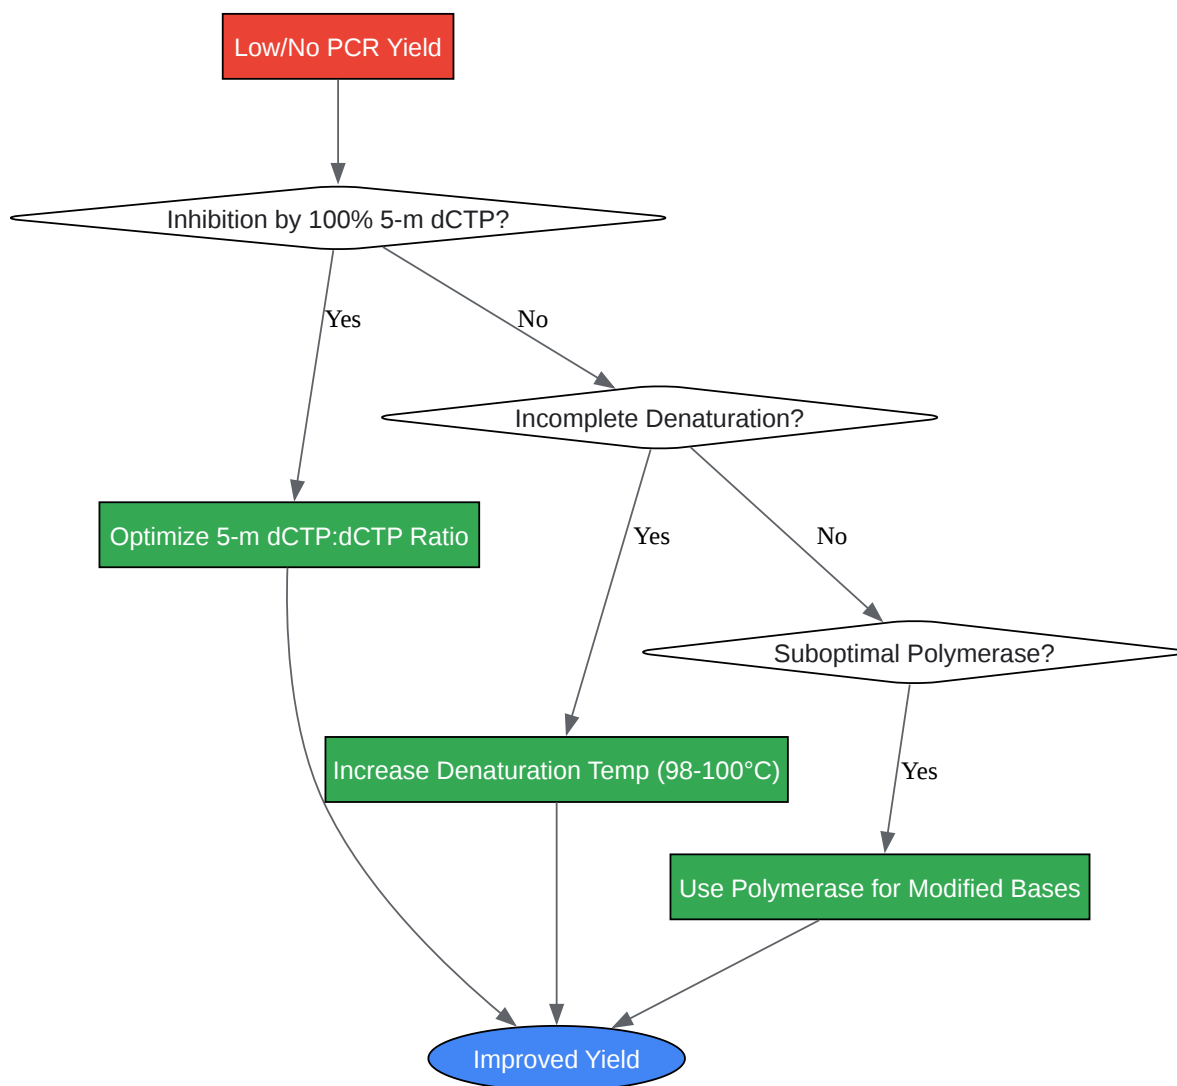 Low/No PCR Yield
Inhibition by 100% 5-m dCTP?
Yes
No
Incomplete Denaturation?
Optimize 5-m dCTP:dCTP Ratio
Yes
No
Suboptimal Polymerase?
Increase Denaturation Temp (98-100°C)
Yes
Use Polymerase for Modified Bases
Improved Yield